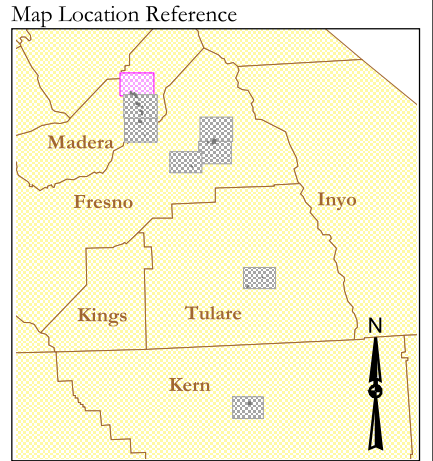 Map Location Reference
Madera
Fresno
Inyo
Kings
Tulare
N
Kern